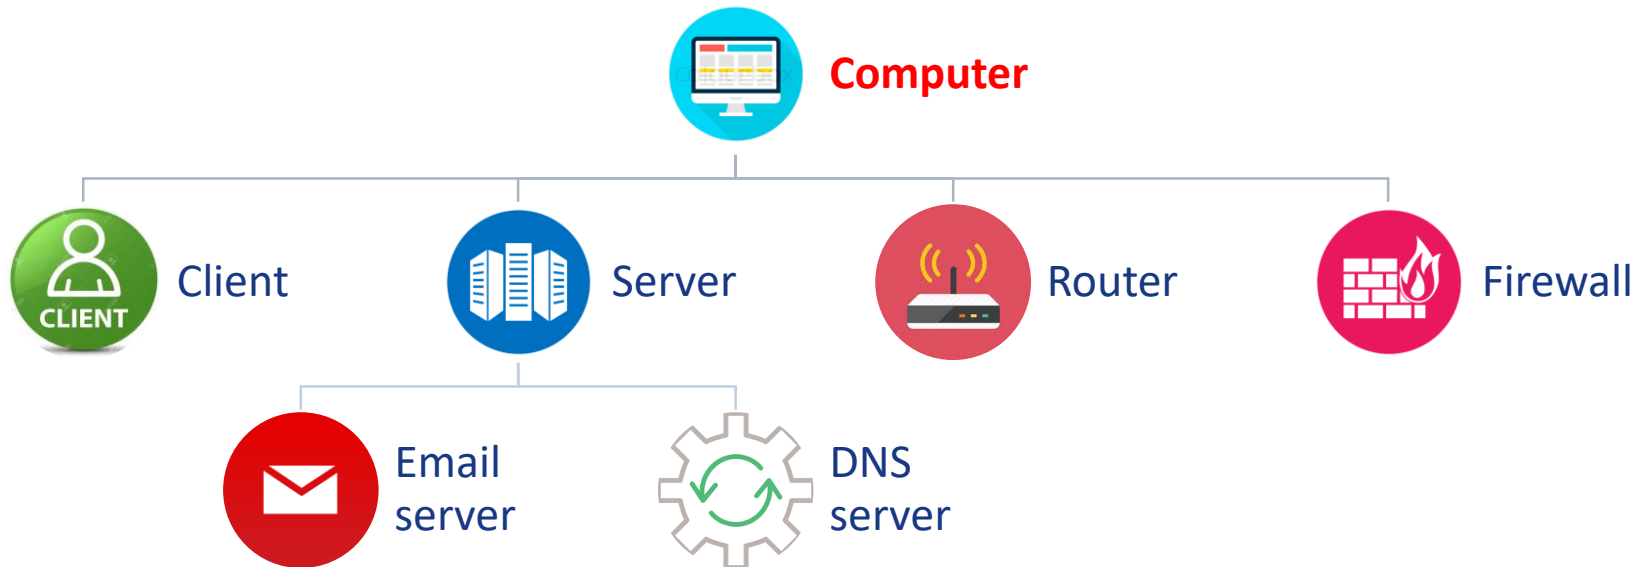 Computer
Client
CLIENT
Server
Router
Firewall
Email
server
DNS
server